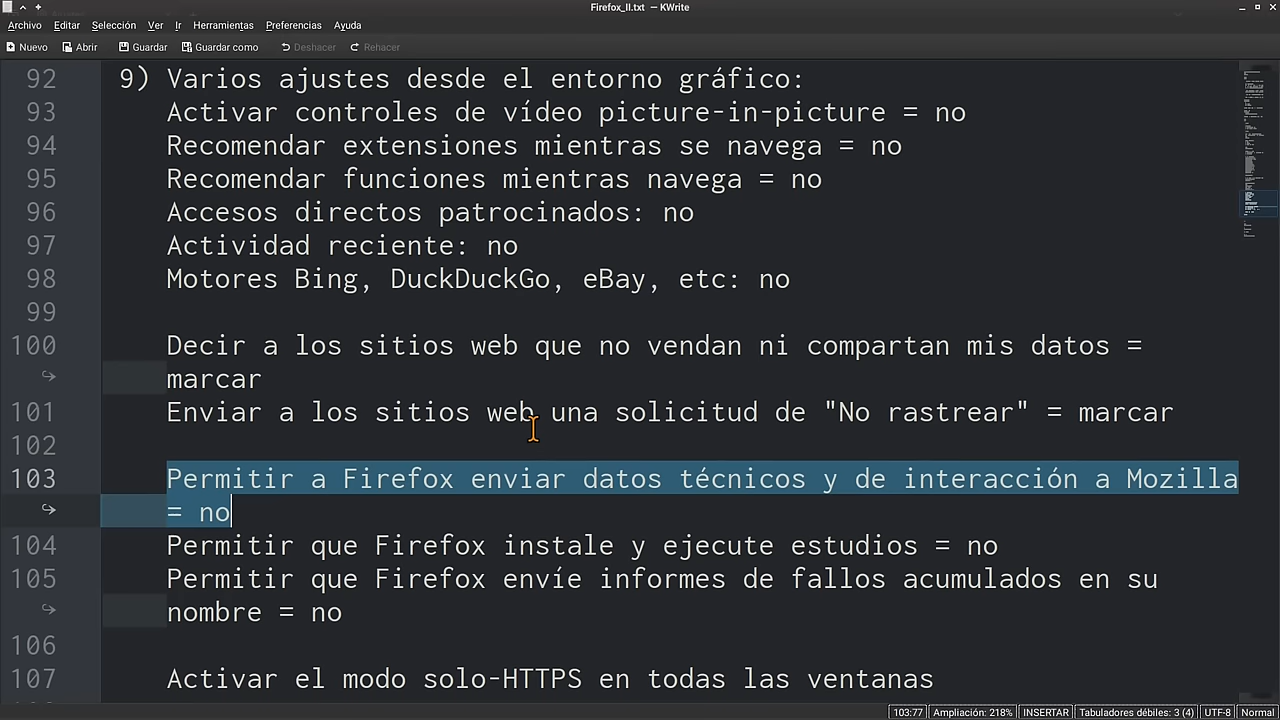 Firefox_II.txt — KWrite
Archivo Editar Selección Ver Ir Herramientas Preferencias Ayuda
Nuevo Abrir Guardar Guardar como Deshacer Rehacer
92 9) Varios ajustes desde el entorno gráfico:
93 Activar controles de vídeo picture-in-picture = no
94 Recomendar extensiones mientras se navega = no
95 Recomendar funciones mientras navega = no
96 Accesos directos patrocinados: no
97 Actividad reciente: no
98 Motores Bing, DuckDuckGo, eBay, etc: no
99
100 Decir a los sitios web que no vendan ni compartan mis datos =
marcar
101 Enviar a los sitios web una solicitud de "No rastrear" = marcar
102
103 Permitir a Firefox enviar datos técnicos y de interacción a Mozilla
= no
104 Permitir que Firefox instale y ejecute estudios = no
105 Permitir que Firefox envíe informes de fallos acumulados en su
nombre = no
106
107 Activar el modo solo-HTTPS en todas las ventanas
103:77 Ampliación: 218% INSERTAR Tabuladores débiles: 3 (4) UTF-8 Normal